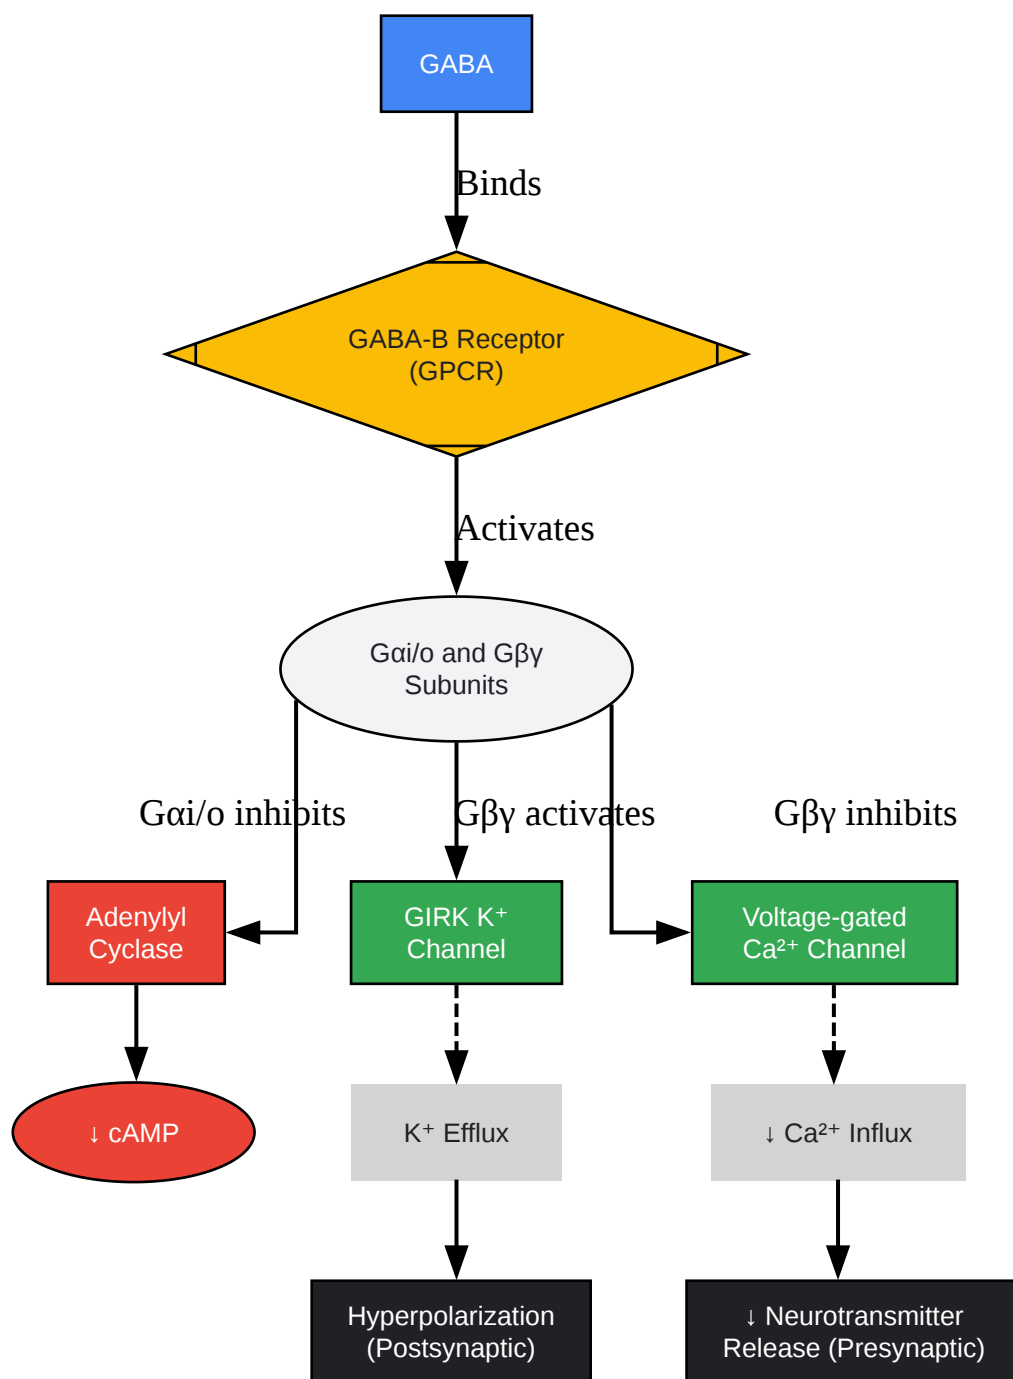 GABA
Binds
GABA-B Receptor
(GPCR)
Activates
Gαi/o and Gβγ
Subunits
Gαi/o inhibits
Gβγ activates
Gβγ inhibits
Adenylyl
Cyclase
GIRK K⁺
Channel
Voltage-gated
Ca²⁺ Channel
↓ cAMP
K⁺ Efflux
↓ Ca²⁺ Influx
Hyperpolarization
(Postsynaptic)
↓ Neurotransmitter
Release (Presynaptic)